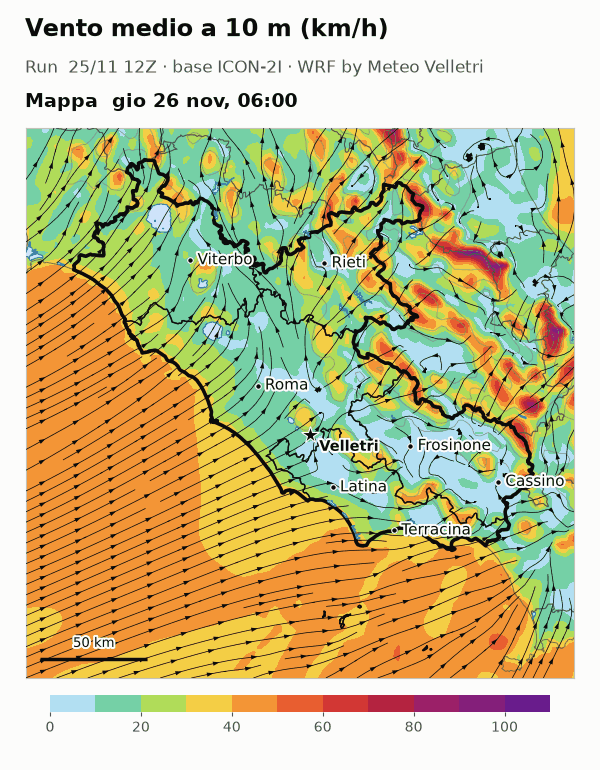 Vento medio a 10 m (km/h)
Run  25/11 12Z · base ICON-2I · WRF by Meteo Velletri
Mappa  gio 26 nov, 06:00
Viterbo
Rieti
Roma
Velletri
Frosinone
Latina
Cassino
Terracina
50 km
0 20 40 60 80 100